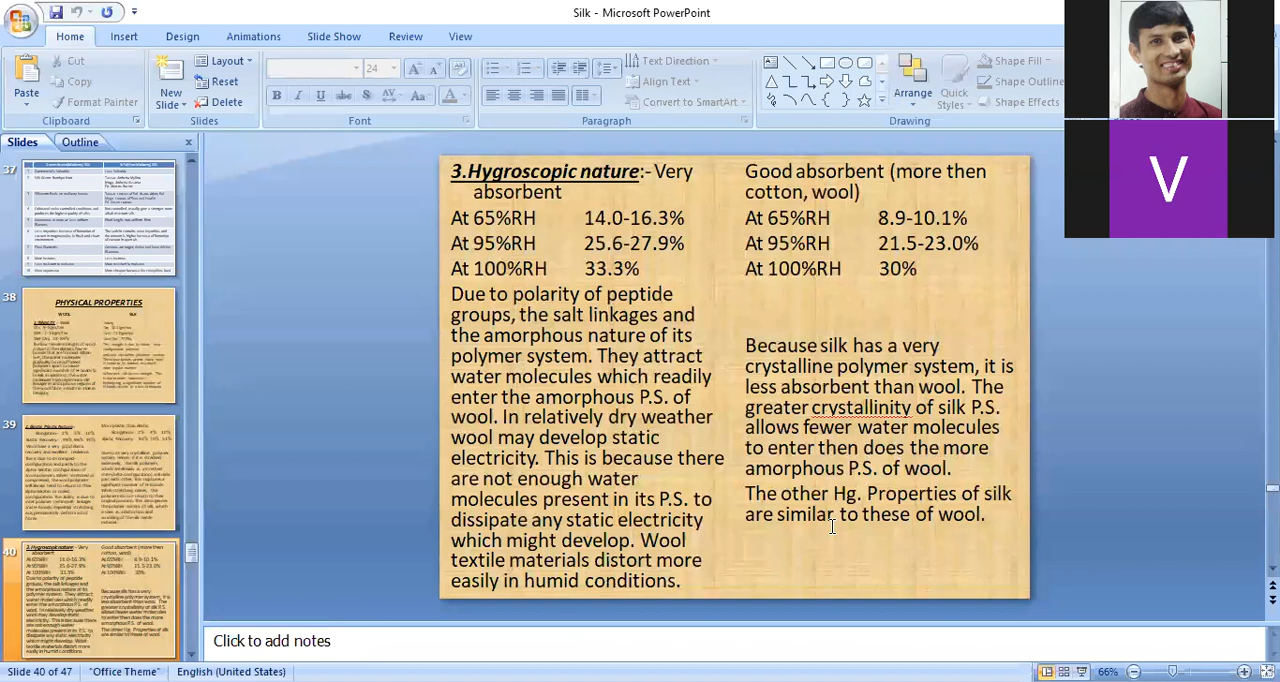 Silk - Microsoft PowerPoint
Home Insert Design Animations Slide Show Review View
Paste
Cut
Copy
Format Painter
Clipboard
New
Slide
Layout
Reset
Delete
Slides
24
Font
Paragraph
Text Direction
Align Text
Convert to SmartArt
Arrange
Quick
Styles
Shape Fill
Shape Outline
Shape Effects
Drawing
V
Slides Outline
37
38
PHYSICAL PROPERTIES
WOOL SILK
39
40
3.Hygroscopic nature:- Very
absorbent
At 65%RH 14.0-16.3%
At 95%RH 25.6-27.9%
At 100%RH 33.3%
Due to polarity of peptide
groups, the salt linkages and
the amorphous nature of its
polymer system. They attract
water molecules which readily
enter the amorphous P.S. of
wool. In relatively dry weather
wool may develop static
electricity. This is because there
are not enough water
molecules present in its P.S. to
dissipate any static electricity
which might develop. Wool
textile materials distort more
easily in humid conditions.
Good absorbent (more then
cotton, wool)
At 65%RH 8.9-10.1%
At 95%RH 21.5-23.0%
At 100%RH 30%
Because silk has a very
crystalline polymer system, it is
less absorbent than wool. The
greater crystallinity of silk P.S.
allows fewer water molecules
to enter then does the more
amorphous P.S. of wool.
The other Hg. Properties of silk
are similar to these of wool.
Click to add notes
Slide 40 of 47 "Office Theme" English (United States) 66%